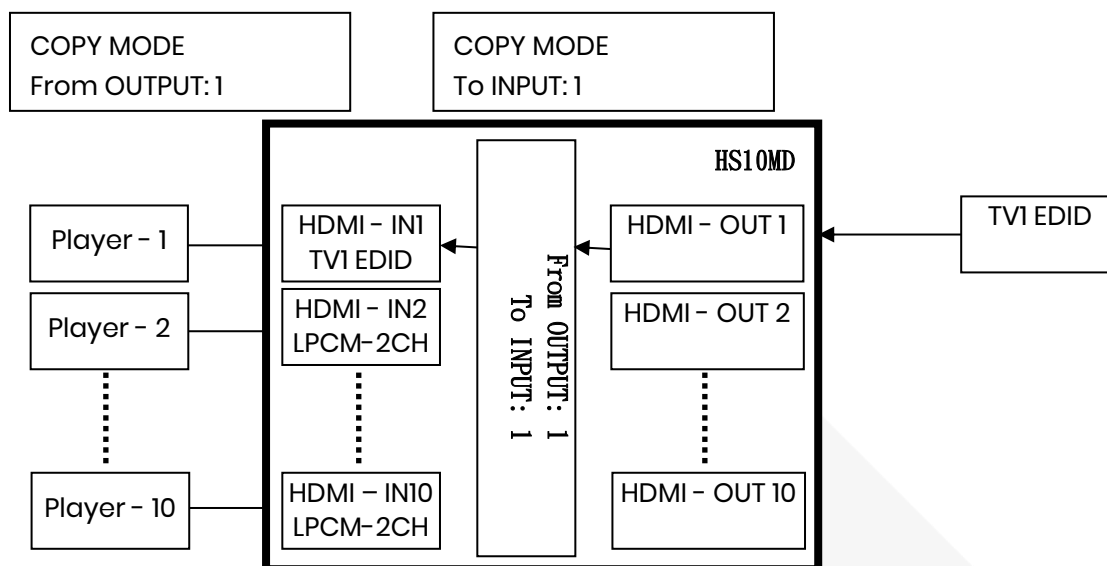 COPY MODE
From OUTPUT: 1
COPY MODE
To INPUT: 1
HS10MD
Player - 1
HDMI - IN1
TV1 EDID
HDMI - OUT 1
TV1 EDID
Player - 2
HDMI - IN2
LPCM-2CH
HDMI - OUT 2
From OUTPUT: 1
To INPUT: 1
Player - 10
HDMI - IN10
LPCM-2CH
HDMI - OUT 10